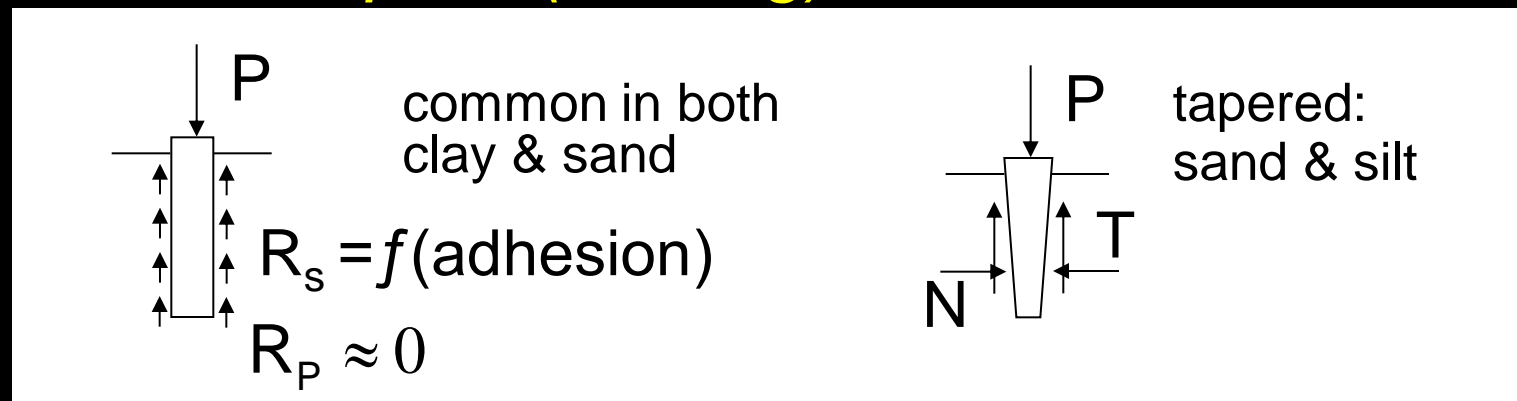 P
common in both
clay & sand
R_s = f(adhesion)
R_P ≈ 0
P
tapered:
sand & silt
T
N